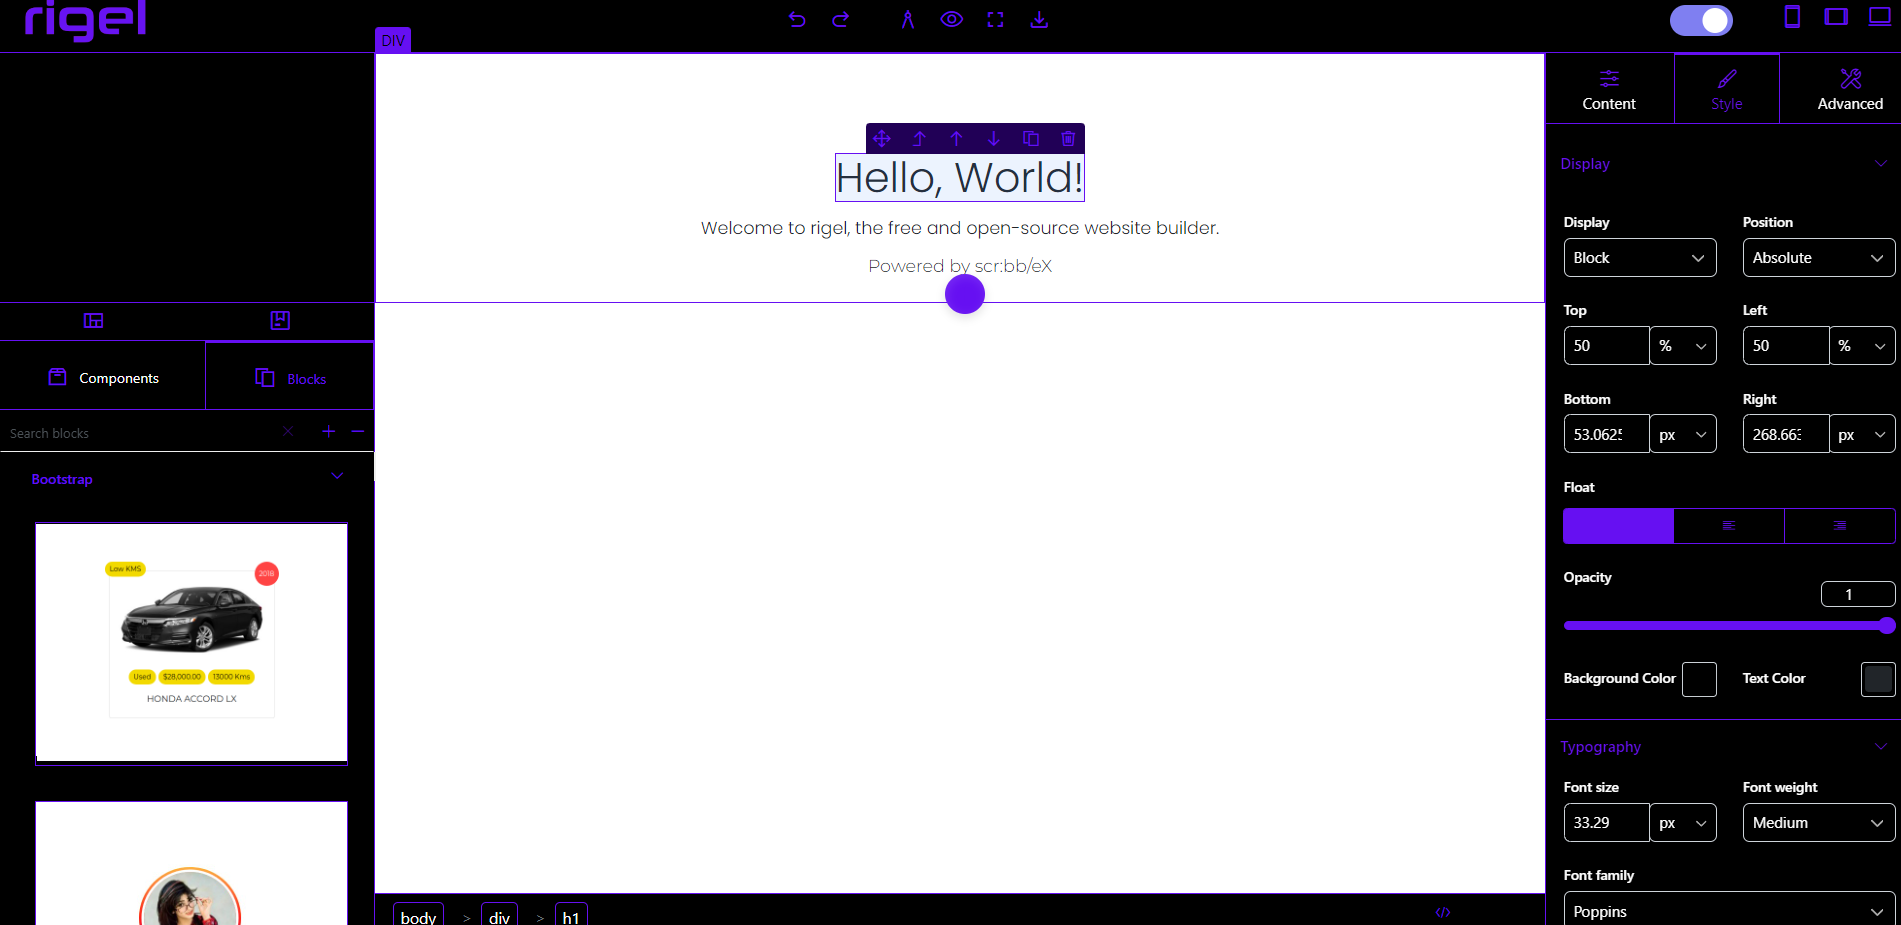 rigel
DIV
Hello, World!
Welcome to rigel, the free and open-source website builder.
Powered by scr:bb/eX
Components
Blocks
Search blocks
Bootstrap
Low KMS
2018
Used $28,000.00 13000 Kms
HONDA ACCORD LX
body > div > h1
</>
Content Style Advanced
Display
Display Position
Block Absolute
Top Left
50 % 50 %
Bottom Right
53.0625 px 268.663 px
Float
Opacity
1
Background Color Text Color
Typography
Font size Font weight
33.29 px Medium
Font family
Poppins